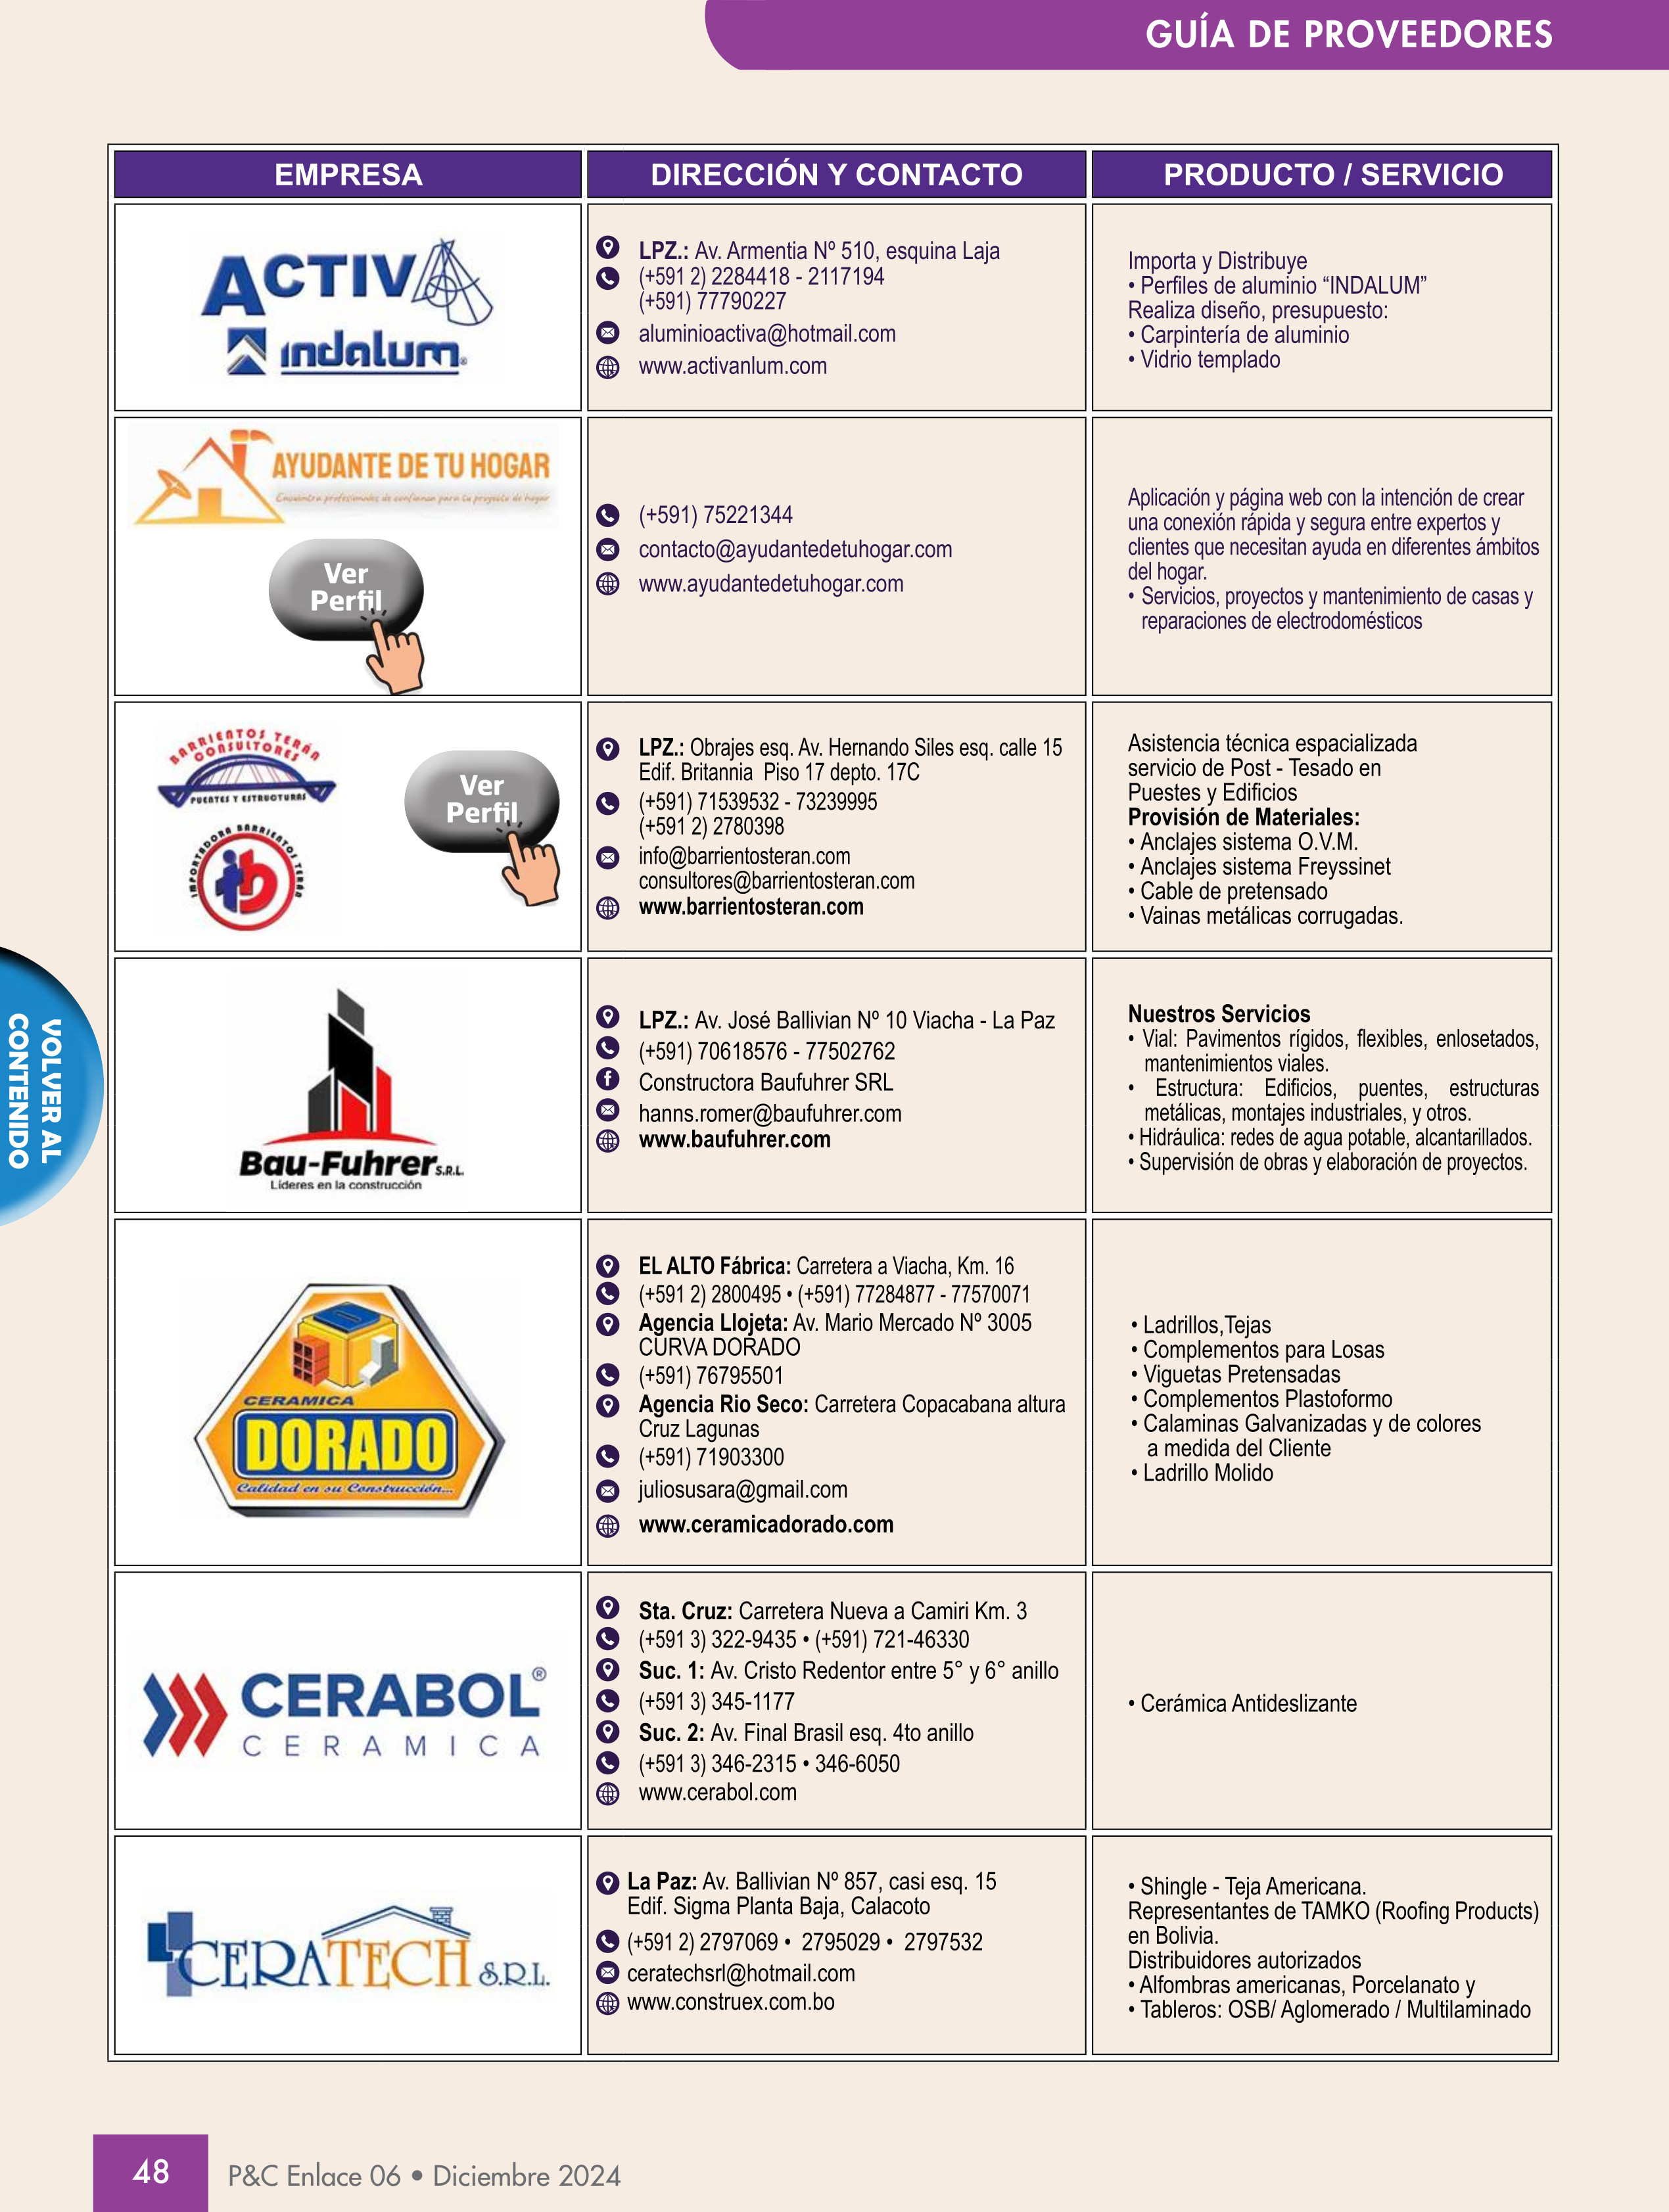 GUÍA DE PROVEEDORES
EMPRESA
DIRECCIÓN Y CONTACTO
PRODUCTO / SERVICIO
ACTIVA
indalum®
LPZ.: Av. Armentia Nº 510, esquina Laja
(+591 2) 2284418 - 2117194
(+591) 77790227
aluminioactiva@hotmail.com
www.activanlum.com
Importa y Distribuye
• Perfiles de aluminio “INDALUM”
Realiza diseño, presupuesto:
• Carpintería de aluminio
• Vidrio templado
AYUDANTE DE TU HOGAR
Encuentra profesionales de confianza para tu proyecto de hogar
Ver
Perfil
(+591) 75221344
contacto@ayudantedetuhogar.com
www.ayudantedetuhogar.com
Aplicación y página web con la intención de crear
una conexión rápida y segura entre expertos y
clientes que necesitan ayuda en diferentes ámbitos
del hogar.
• Servicios, proyectos y mantenimiento de casas y
reparaciones de electrodomésticos
BARRIENTOS TERÁN
CONSULTORES
PUENTES Y ESTRUCTURAS
IMPORTADORA BARRIENTOS TERÁN
Ver
Perfil
LPZ.: Obrajes esq. Av. Hernando Siles esq. calle 15
Edif. Britannia Piso 17 depto. 17C
(+591) 71539532 - 73239995
(+591 2) 2780398
info@barrientosteran.com
consultores@barrientosteran.com
www.barrientosteran.com
Asistencia técnica espacializada
servicio de Post - Tesado en
Puestes y Edificios
Provisión de Materiales:
• Anclajes sistema O.V.M.
• Anclajes sistema Freyssinet
• Cable de pretensado
• Vainas metálicas corrugadas.
Bau-Fuhrer S.R.L.
Líderes en la construcción
LPZ.: Av. José Ballivian Nº 10 Viacha - La Paz
(+591) 70618576 - 77502762
Constructora Baufuhrer SRL
hanns.romer@baufuhrer.com
www.baufuhrer.com
Nuestros Servicios
• Vial: Pavimentos rígidos, flexibles, enlosetados,
mantenimientos viales.
• Estructura: Edificios, puentes, estructuras
metálicas, montajes industriales, y otros.
• Hidráulica: redes de agua potable, alcantarillados.
• Supervisión de obras y elaboración de proyectos.
VOLVER AL
CONTENIDO
CERAMICA
DORADO
Calidad en su Construcción...
EL ALTO Fábrica: Carretera a Viacha, Km. 16
(+591 2) 2800495 • (+591) 77284877 - 77570071
Agencia Llojeta: Av. Mario Mercado Nº 3005
CURVA DORADO
(+591) 76795501
Agencia Rio Seco: Carretera Copacabana altura
Cruz Lagunas
(+591) 71903300
juliosusara@gmail.com
www.ceramicadorado.com
• Ladrillos,Tejas
• Complementos para Losas
• Viguetas Pretensadas
• Complementos Plastoformo
• Calaminas Galvanizadas y de colores
a medida del Cliente
• Ladrillo Molido
CERABOL®
CERAMICA
Sta. Cruz: Carretera Nueva a Camiri Km. 3
(+591 3) 322-9435 • (+591) 721-46330
Suc. 1: Av. Cristo Redentor entre 5° y 6° anillo
(+591 3) 345-1177
Suc. 2: Av. Final Brasil esq. 4to anillo
(+591 3) 346-2315 • 346-6050
www.cerabol.com
• Cerámica Antideslizante
CERATECH S.R.L.
La Paz: Av. Ballivian Nº 857, casi esq. 15
Edif. Sigma Planta Baja, Calacoto
(+591 2) 2797069 • 2795029 • 2797532
ceratechsrl@hotmail.com
www.construex.com.bo
• Shingle - Teja Americana.
Representantes de TAMKO (Roofing Products)
en Bolivia.
Distribuidores autorizados
• Alfombras americanas, Porcelanato y
• Tableros: OSB/ Aglomerado / Multilaminado
48
P&C Enlace 06 • Diciembre 2024